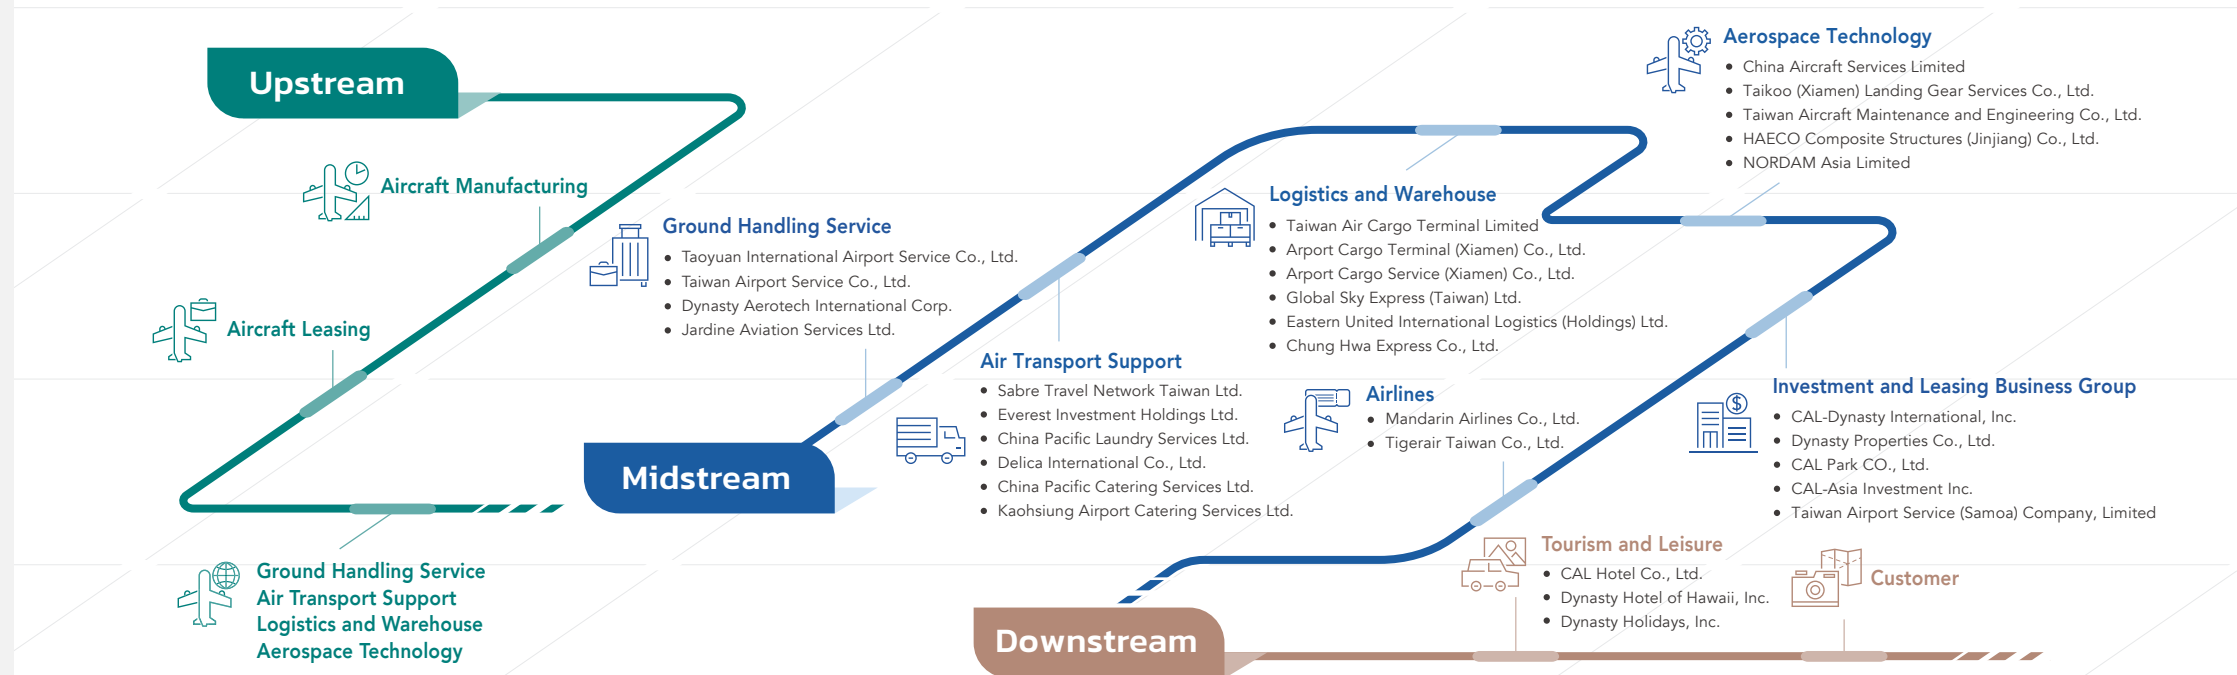 Upstream
Aircraft Manufacturing
Aircraft Leasing
Ground Handling Service
Air Transport Support
Logistics and Warehouse
Aerospace Technology
Midstream
Ground Handling Service
• Taoyuan International Airport Service Co., Ltd.
• Taiwan Airport Service Co., Ltd.
• Dynasty Aerotech International Corp.
• Jardine Aviation Services Ltd.
Air Transport Support
• Sabre Travel Network Taiwan Ltd.
• Everest Investment Holdings Ltd.
• China Pacific Laundry Services Ltd.
• Delica International Co., Ltd.
• China Pacific Catering Services Ltd.
• Kaohsiung Airport Catering Services Ltd.
Logistics and Warehouse
• Taiwan Air Cargo Terminal Limited
• Arport Cargo Terminal (Xiamen) Co., Ltd.
• Arport Cargo Service (Xiamen) Co., Ltd.
• Global Sky Express (Taiwan) Ltd.
• Eastern United International Logistics (Holdings) Ltd.
• Chung Hwa Express Co., Ltd.
Aerospace Technology
• China Aircraft Services Limited
• Taikoo (Xiamen) Landing Gear Services Co., Ltd.
• Taiwan Aircraft Maintenance and Engineering Co., Ltd.
• HAECO Composite Structures (Jinjiang) Co., Ltd.
• NORDAM Asia Limited
Investment and Leasing Business Group
• CAL-Dynasty International, Inc.
• Dynasty Properties Co., Ltd.
• CAL Park CO., Ltd.
• CAL-Asia Investment Inc.
• Taiwan Airport Service (Samoa) Company, Limited
Airlines
• Mandarin Airlines Co., Ltd.
• Tigerair Taiwan Co., Ltd.
Downstream
Tourism and Leisure
• CAL Hotel Co., Ltd.
• Dynasty Hotel of Hawaii, Inc.
• Dynasty Holidays, Inc.
Customer